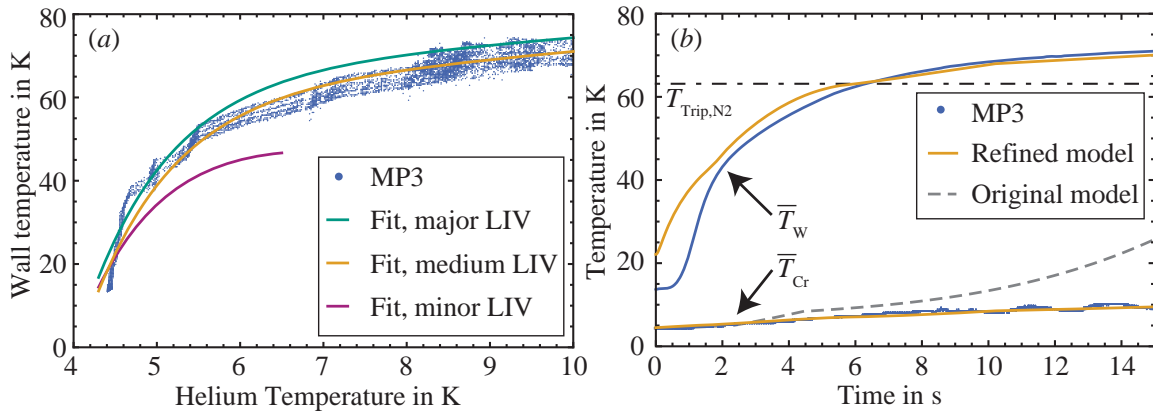 (a)
Wall temperature in K
80
60
40
20
0
4
5
6
7
8
9
10
Helium Temperature in K
MP3
Fit, major LIV
Fit, medium LIV
Fit, minor LIV
(b)
Temperature in K
80
60
40
20
0
0
2
4
6
8
10
12
14
Time in s
T̅Trip,N2
MP3
Refined model
Original model
T̅W
T̅Cr